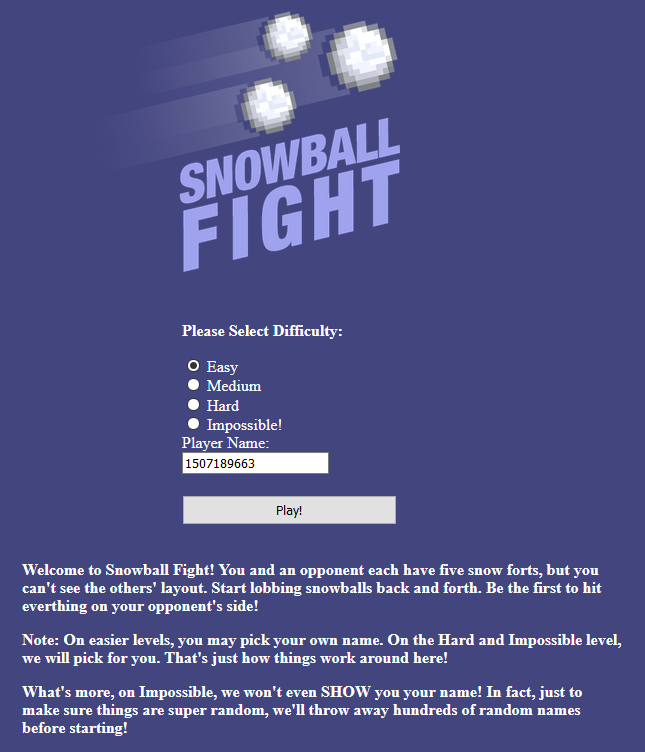 SNOWBALL
FIGHT
Please Select Difficulty:
Easy
Medium
Hard
Impossible!
Player Name:
1507189663
Play!
Welcome to Snowball Fight! You and an opponent each have five snow forts, but you
can't see the others' layout. Start lobbing snowballs back and forth. Be the first to hit
everthing on your opponent's side!
Note: On easier levels, you may pick your own name. On the Hard and Impossible level,
we will pick for you. That's just how things work around here!
What's more, on Impossible, we won't even SHOW you your name! In fact, just to
make sure things are super random, we'll throw away hundreds of random names
before starting!